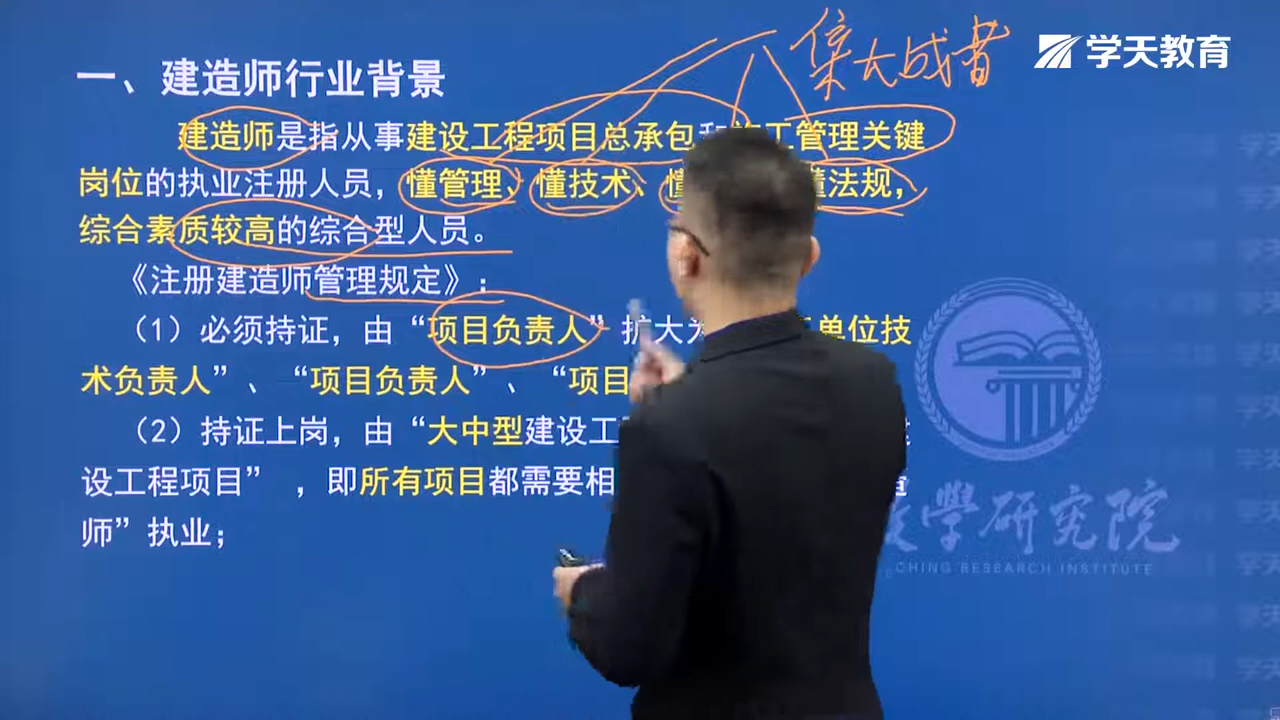 学天教育
集大成者
一、建造师行业背景
建造师是指从事建设工程项目总承包和施工管理关键
岗位的执业注册人员，懂管理、懂技术、懂法规，
综合素质较高的综合型人员。
《注册建造师管理规定》：
（1）必须持证，由“项目负责人”扩大为单位技
术负责人”、“项目负责人”、“项目
（2）持证上岗，由“大中型建设工
设工程项目”，即所有项目都需要相
师”执业；
教学研究院
CHING RESEARCH INSTITUTE